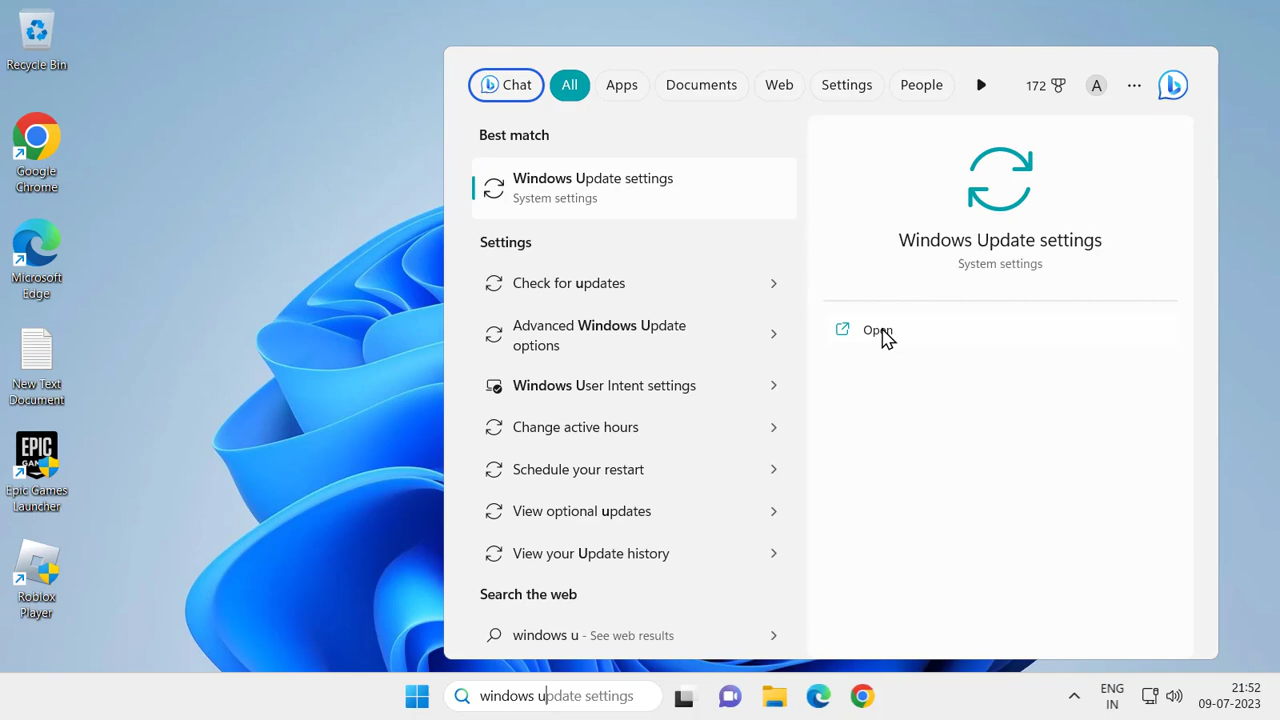 Recycle Bin
Google
Chrome
Microsoft
Edge
New Text
Document
EPIC
GAMES
Epic Games
Launcher
Roblox
Player
Chat
All
Apps
Documents
Web
Settings
People
172
A
...
Best match
Windows Update settings
System settings
Settings
Check for updates
Advanced Windows Update
options
Windows User Intent settings
Change active hours
Schedule your restart
View optional updates
View your Update history
Search the web
windows u - See web results
Windows Update settings
System settings
Open
windows update settings
ENG
IN
21:52
09-07-2023